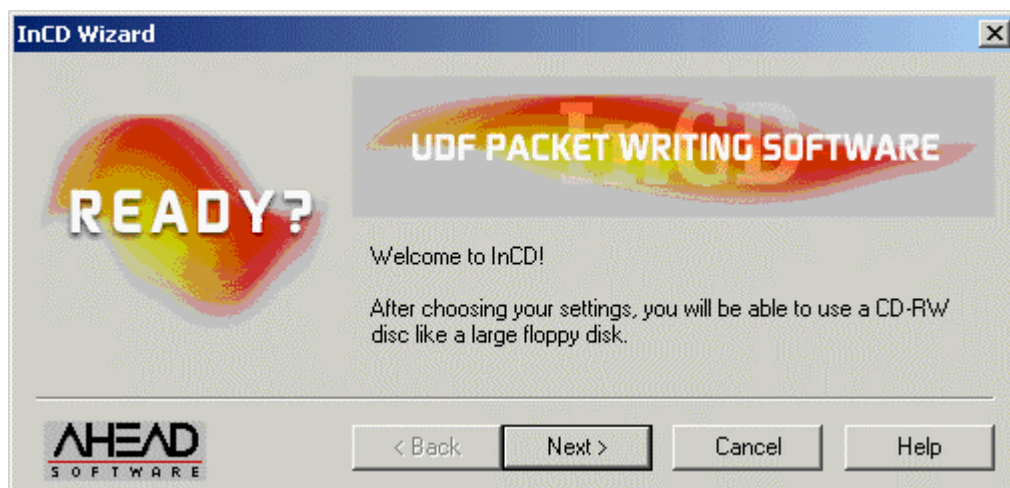 InCD Wizard
READY?
InCD
UDF PACKET WRITING SOFTWARE
Welcome to InCD!
After choosing your settings, you will be able to use a CD-RW
disc like a large floppy disk.
AHEAD
SOFTWARE
< Back
Next >
Cancel
Help